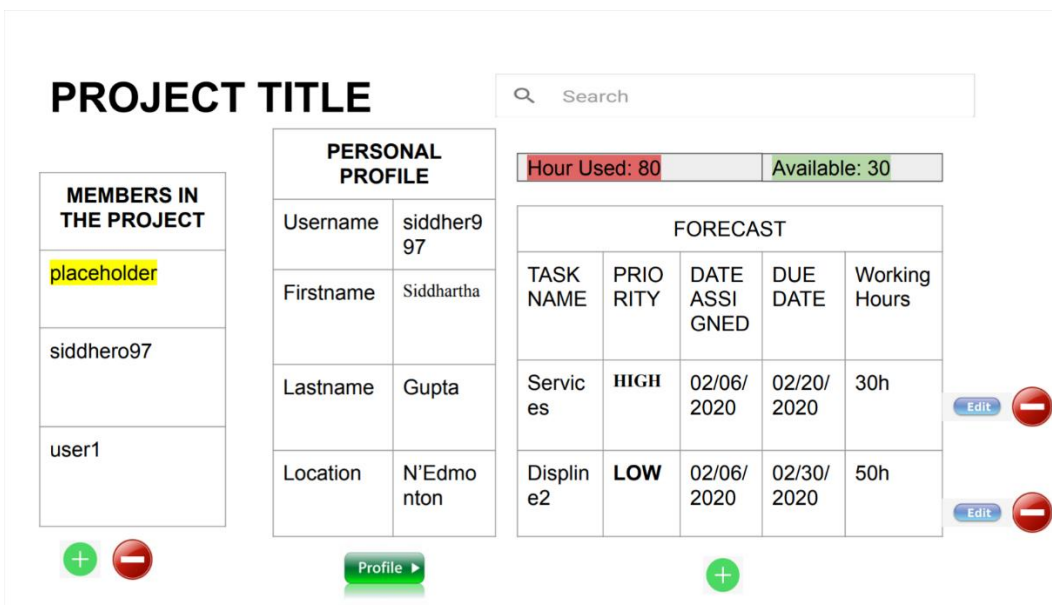 PROJECT TITLE
Search
MEMBERS IN
THE PROJECT
placeholder
siddhero97
user1
PERSONAL
PROFILE
Username
siddher9
97
Firstname
Siddhartha
Lastname
Gupta
Location
N'Edmo
nton
Profile
Hour Used: 80
Available: 30
FORECAST
TASK
NAME
PRIO
RITY
DATE
ASSI
GNED
DUE
DATE
Working
Hours
Servic
es
HIGH
02/06/
2020
02/20/
2020
30h
Edit
Displin
e2
LOW
02/06/
2020
02/30/
2020
50h
Edit